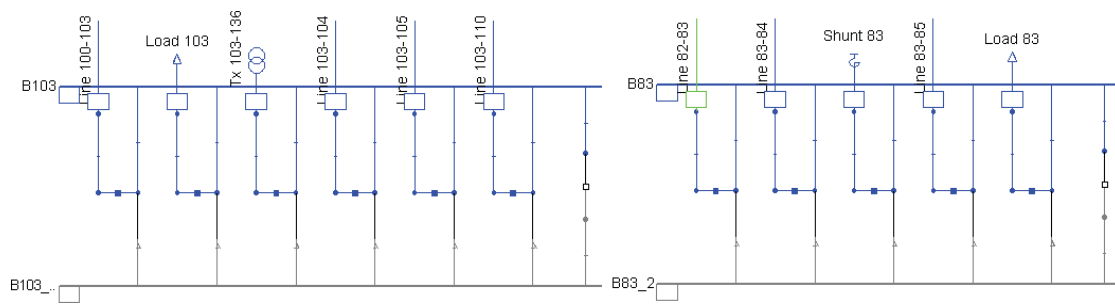 Line 100-103
Load 103
Tx 103-136
Line 103-104
Line 103-105
Line 103-110
B103
B103_..
Line 82-83
Line 83-84
Shunt 83
Line 83-85
Load 83
B83
B83_2